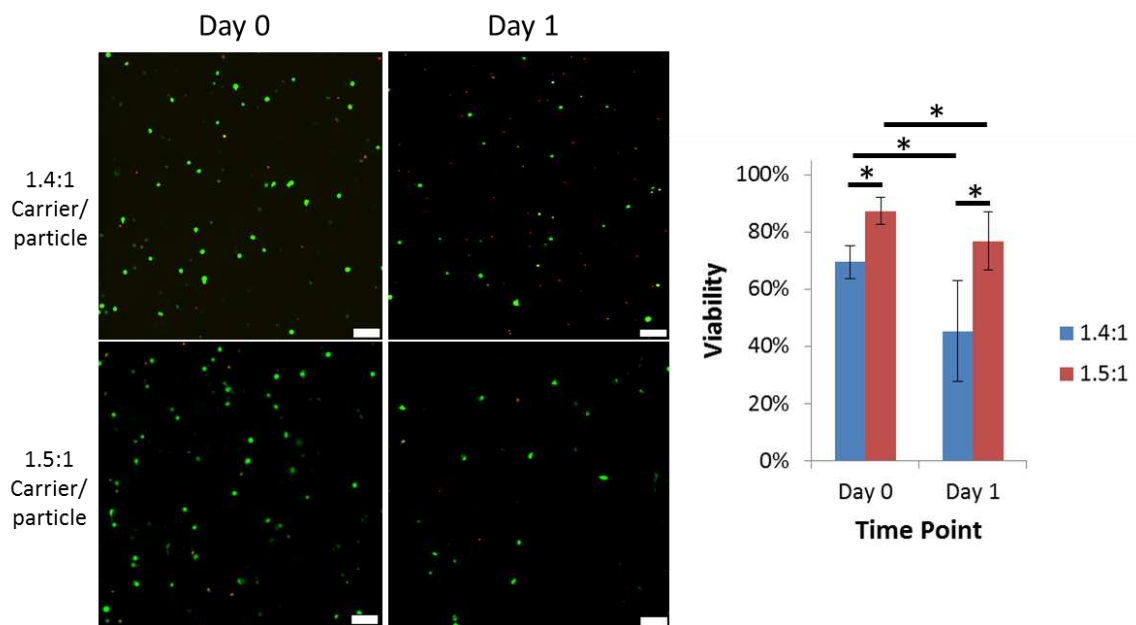 Day 0
Day 1
1.4:1
Carrier/
particle
1.5:1
Carrier/
particle
*
*
*
*
100%
80%
60%
40%
20%
0%
Viability
Day 0
Day 1
Time Point
1.4:1
1.5:1